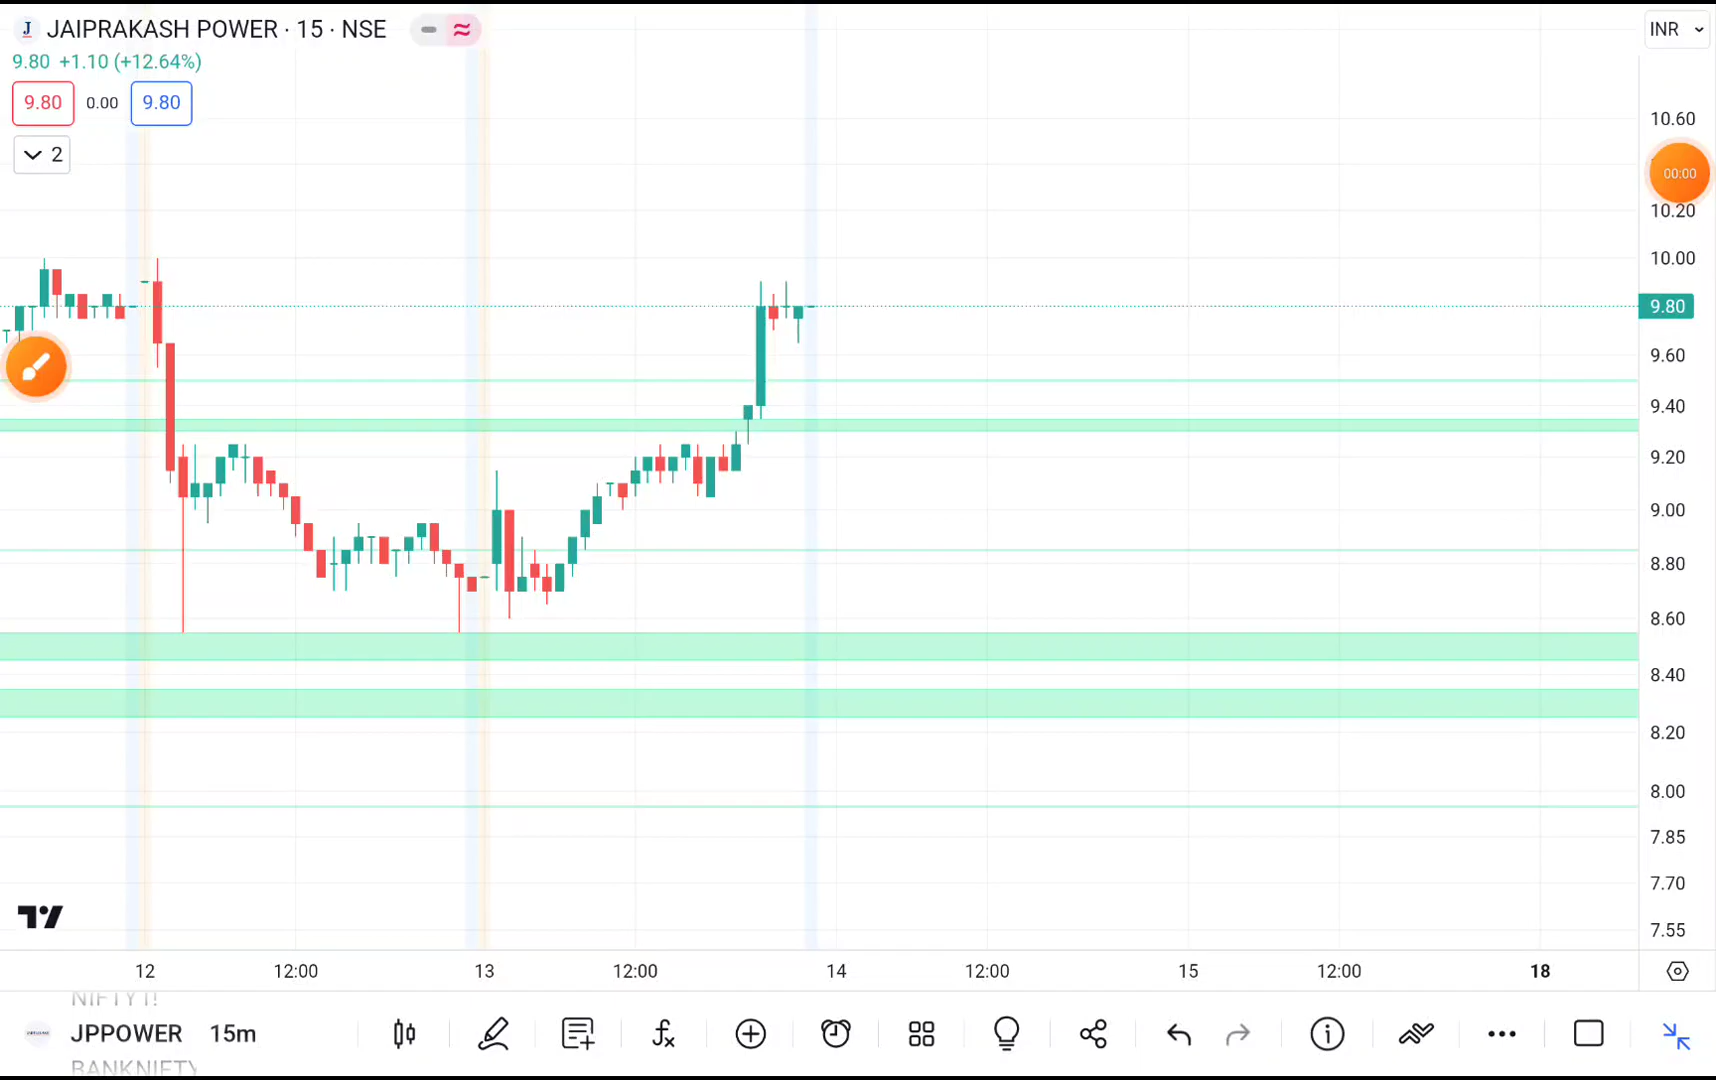 JAIPRAKASH POWER · 15 · NSE
INR
9.80 +1.10 (+12.64%)
9.80 0.00 9.80
2
10.60
00:00
10.20
10.00
9.80
9.60
9.40
9.20
9.00
8.80
8.60
8.40
8.20
8.00
7.85
7.70
7.55
12 12:00 13 12:00 14 12:00 15 12:00 18
NIFTY1!
JPPOWER 15m
BANKNIFTY